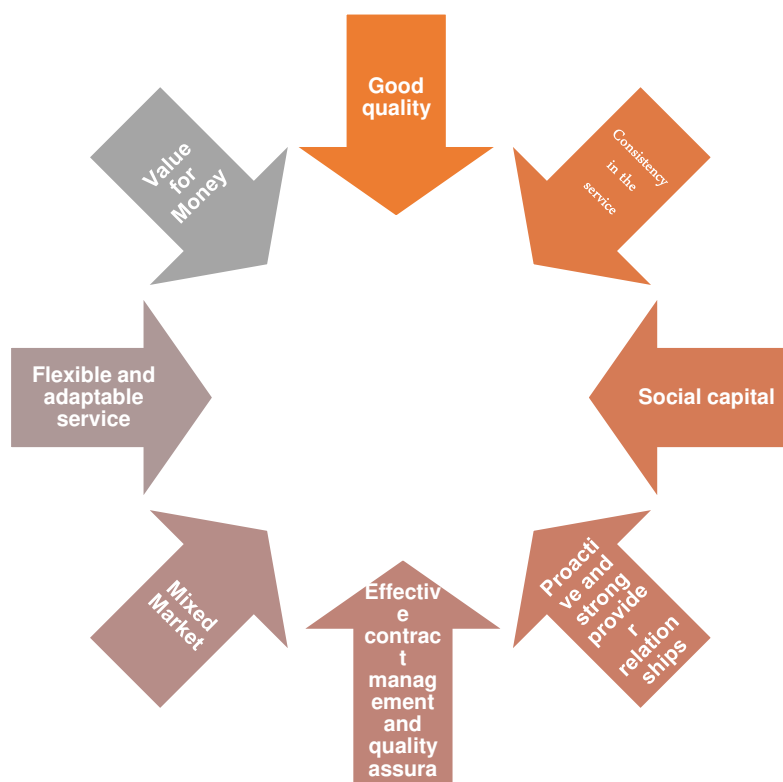 Good
quality
Consistency
in the
service
Social capital
Proacti
ve and
strong
provide
r
relation
ships
Effectiv
e
contrac
t
manag
ement
and
quality
assura
Mixed
Market
Flexible and
adaptable
service
Value
for
Money